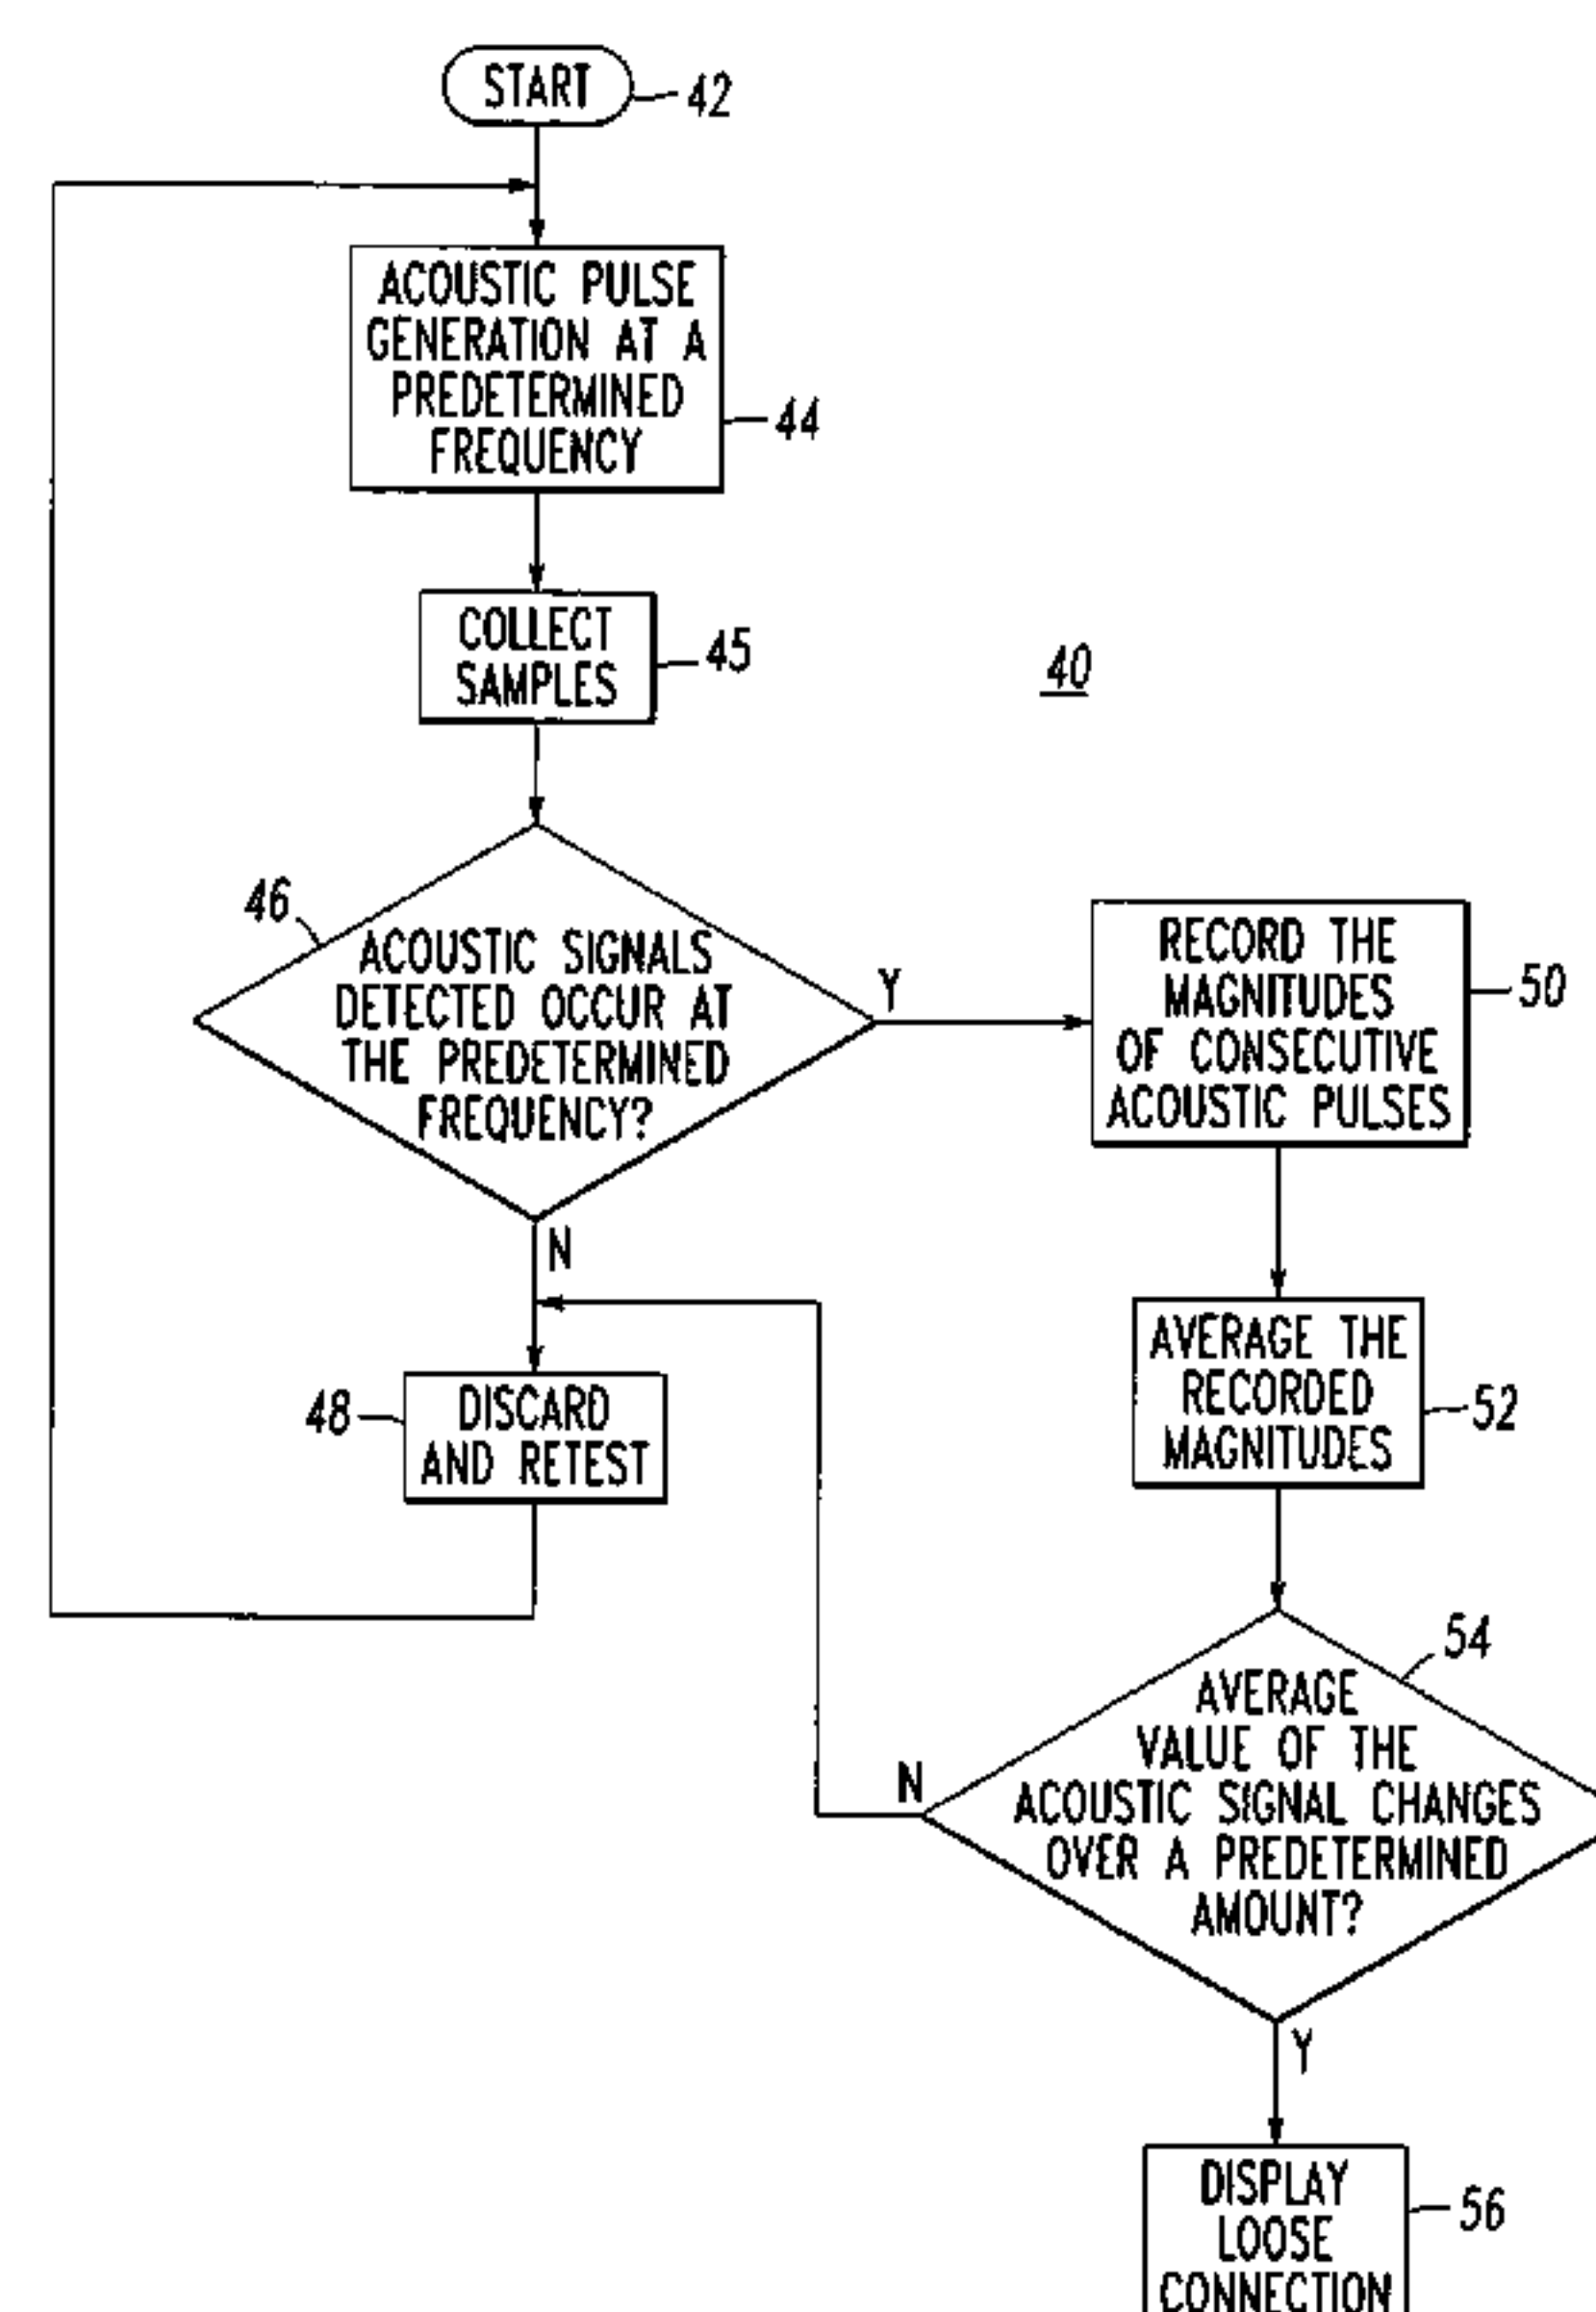 START
42
ACOUSTIC PULSE
GENERATION AT A
PREDETERMINED
FREQUENCY
44
COLLECT
SAMPLES
45
40
46
ACOUSTIC SIGNALS
DETECTED OCCUR AT
THE PREDETERMINED
FREQUENCY?
Y
N
RECORD THE
MAGNITUDES
OF CONSECUTIVE
ACOUSTIC PULSES
50
48
DISCARD
AND RETEST
AVERAGE THE
RECORDED
MAGNITUDES
52
54
AVERAGE
VALUE OF THE
ACOUSTIC SIGNAL CHANGES
OVER A PREDETERMINED
AMOUNT?
N
Y
DISPLAY
LOOSE
CONNECTION
56